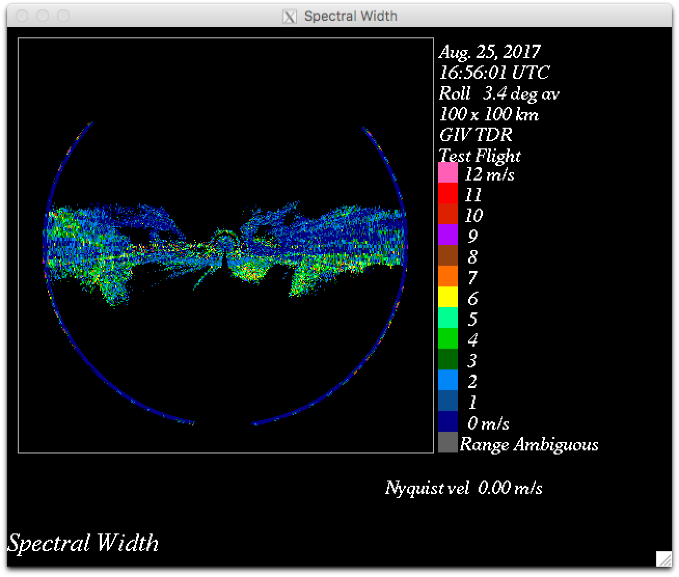 Spectral Width
Aug. 25, 2017
16:56:01 UTC
Roll 3.4 deg av
100 x 100 km
GIV TDR
Test Flight
12 m/s
11
10
9
8
7
6
5
4
3
2
1
0 m/s
Range Ambiguous
Nyquist vel 0.00 m/s
Spectral Width